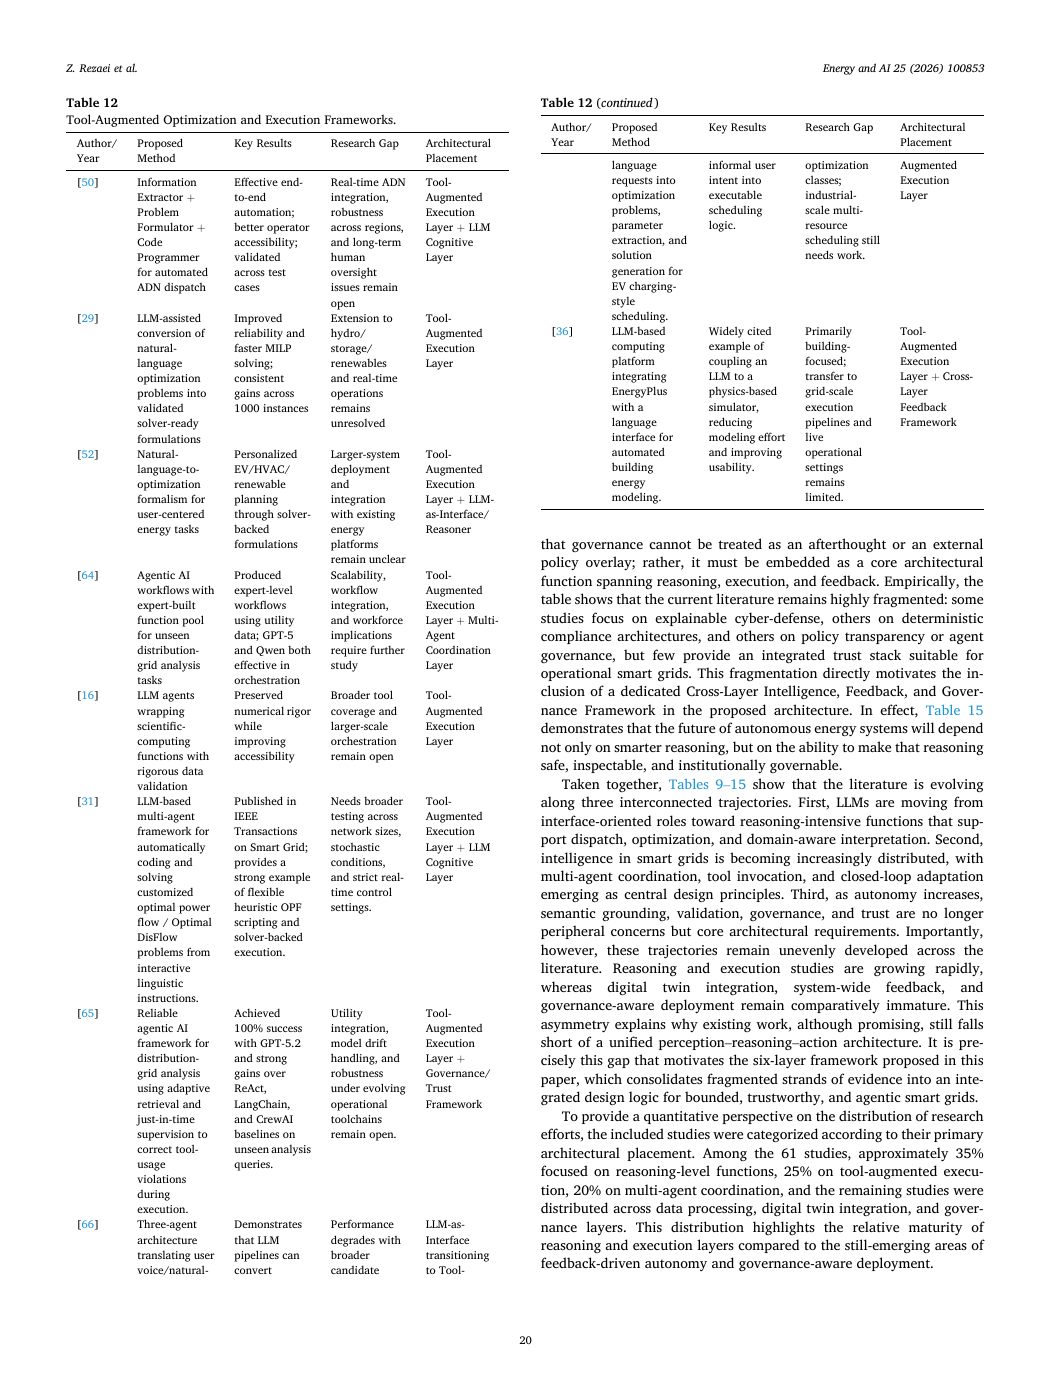 Z. Rezaei et al.
Energy and AI 25 (2026) 100853
Table 12
Tool-Augmented Optimization and Execution Frameworks.
Author/ Proposed Key Results Research Gap Architectural
Year Method Placement
[50] Information Effective end- Real-time ADN Tool-
Extractor + to-end integration, Augmented
Problem automation; robustness Execution
Formulator + better operator across regions, Layer + LLM
Code accessibility; and long-term Cognitive
Programmer validated human Layer
for automated across test oversight
ADN dispatch cases issues remain
open
[29] LLM-assisted Improved Extension to Tool-
conversion of reliability and hydro/ Augmented
natural- faster MILP storage/ Execution
language solving; renewables Layer
optimization consistent and real-time
problems into gains across operations
validated 1000 instances remains
solver-ready unresolved
formulations
[52] Natural- Personalized Larger-system Tool-
language-to- EV/HVAC/ deployment Augmented
optimization renewable and Execution
formalism for planning integration Layer + LLM-
user-centered through solver- with existing as-Interface/
energy tasks backed energy Reasoner
formulations platforms
remain unclear
[64] Agentic AI Produced Scalability, Tool-
workflows with expert-level workflow Augmented
expert-built workflows integration, Execution
function pool using utility and workforce Layer + Multi-
for unseen data; GPT-5 implications Agent
distribution- and Qwen both require further Coordination
grid analysis effective in study Layer
tasks orchestration
[16] LLM agents Preserved Broader tool Tool-
wrapping numerical rigor coverage and Augmented
scientific- while larger-scale Execution
computing improving orchestration Layer
functions with accessibility remain open
rigorous data
validation
[31] LLM-based Published in Needs broader Tool-
multi-agent IEEE testing across Augmented
framework for Transactions network sizes, Execution
automatically on Smart Grid; stochastic Layer + LLM
coding and provides a conditions, Cognitive
solving strong example and strict real- Layer
customized of flexible time control
optimal power heuristic OPF settings.
flow / Optimal scripting and
DisFlow solver-backed
problems from execution.
interactive
linguistic
instructions.
[65] Reliable Achieved Utility Tool-
agentic AI 100% success integration, Augmented
framework for with GPT-5.2 model drift Execution
distribution- and strong handling, and Layer +
grid analysis gains over robustness Governance/
using adaptive ReAct, under evolving Trust
retrieval and LangChain, operational Framework
just-in-time and CrewAI toolchains
supervision to baselines on remain open.
correct tool- unseen analysis
usage queries.
violations
during
execution.
[66] Three-agent Demonstrates Performance LLM-as-
architecture that LLM degrades with Interface
translating user pipelines can broader transitioning
voice/natural- convert candidate to Tool-
Table 12 (continued)
Author/ Proposed Key Results Research Gap Architectural
Year Method Placement
language informal user optimization Augmented
requests into intent into classes; Execution
optimization executable industrial- Layer
problems, scheduling scale multi-
parameter logic. resource
extraction, and scheduling still
solution needs work.
generation for
EV charging-
style
scheduling.
[36] LLM-based Widely cited Primarily Tool-
computing example of building- Augmented
platform coupling an focused; Execution
integrating LLM to a transfer to Layer + Cross-
EnergyPlus physics-based grid-scale Layer
with a simulator, execution Feedback
language reducing pipelines and Framework
interface for modeling effort live
automated and improving operational
building usability. settings
energy remains
modeling. limited.
that governance cannot be treated as an afterthought or an external
policy overlay; rather, it must be embedded as a core architectural
function spanning reasoning, execution, and feedback. Empirically, the
table shows that the current literature remains highly fragmented: some
studies focus on explainable cyber-defense, others on deterministic
compliance architectures, and others on policy transparency or agent
governance, but few provide an integrated trust stack suitable for
operational smart grids. This fragmentation directly motivates the in-
clusion of a dedicated Cross-Layer Intelligence, Feedback, and Gover-
nance Framework in the proposed architecture. In effect, Table 15
demonstrates that the future of autonomous energy systems will depend
not only on smarter reasoning, but on the ability to make that reasoning
safe, inspectable, and institutionally governable.
Taken together, Tables 9–15 show that the literature is evolving
along three interconnected trajectories. First, LLMs are moving from
interface-oriented roles toward reasoning-intensive functions that sup-
port dispatch, optimization, and domain-aware interpretation. Second,
intelligence in smart grids is becoming increasingly distributed, with
multi-agent coordination, tool invocation, and closed-loop adaptation
emerging as central design principles. Third, as autonomy increases,
semantic grounding, validation, governance, and trust are no longer
peripheral concerns but core architectural requirements. Importantly,
however, these trajectories remain unevenly developed across the
literature. Reasoning and execution studies are growing rapidly,
whereas digital twin integration, system-wide feedback, and
governance-aware deployment remain comparatively immature. This
asymmetry explains why existing work, although promising, still falls
short of a unified perception–reasoning–action architecture. It is pre-
cisely this gap that motivates the six-layer framework proposed in this
paper, which consolidates fragmented strands of evidence into an inte-
grated design logic for bounded, trustworthy, and agentic smart grids.
To provide a quantitative perspective on the distribution of research
efforts, the included studies were categorized according to their primary
architectural placement. Among the 61 studies, approximately 35%
focused on reasoning-level functions, 25% on tool-augmented execu-
tion, 20% on multi-agent coordination, and the remaining studies were
distributed across data processing, digital twin integration, and gover-
nance layers. This distribution highlights the relative maturity of
reasoning and execution layers compared to the still-emerging areas of
feedback-driven autonomy and governance-aware deployment.
20